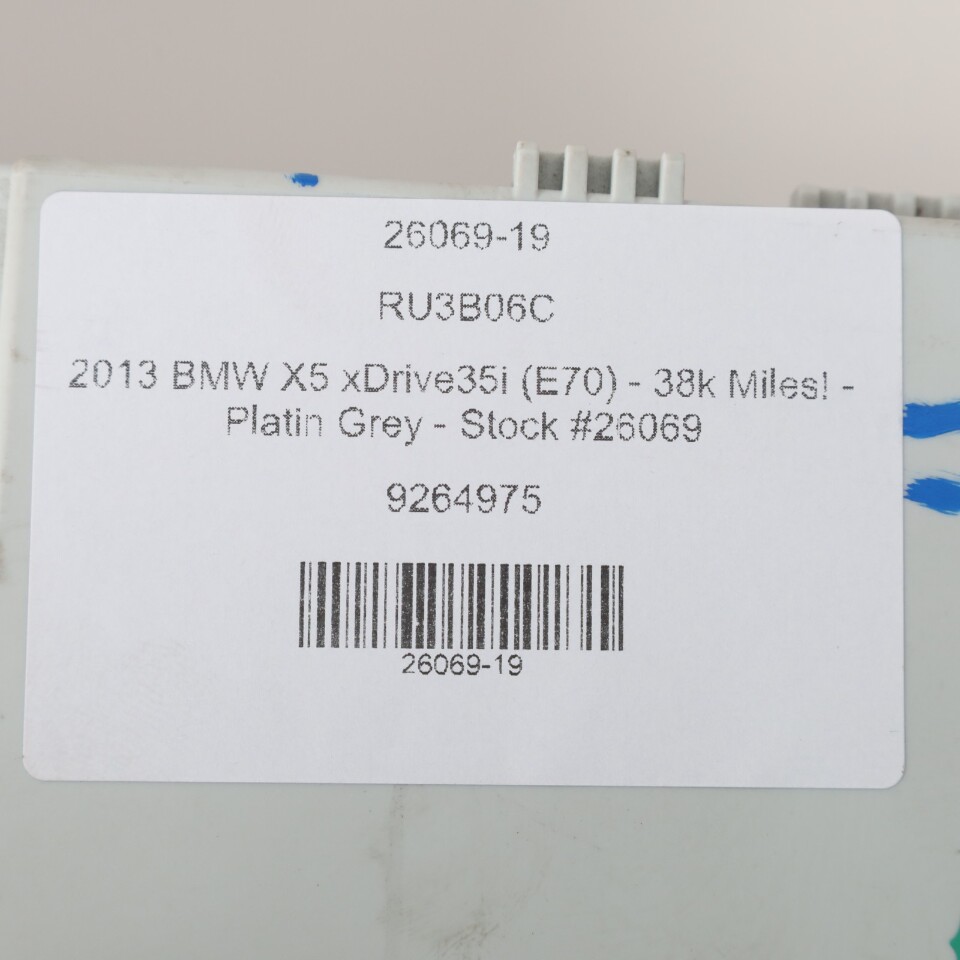 26069-19
RU3B06C
2013 BMW X5 xDrive35i (E70) - 38k Miles! -
Platin Grey - Stock #26069
9264975
26069-19